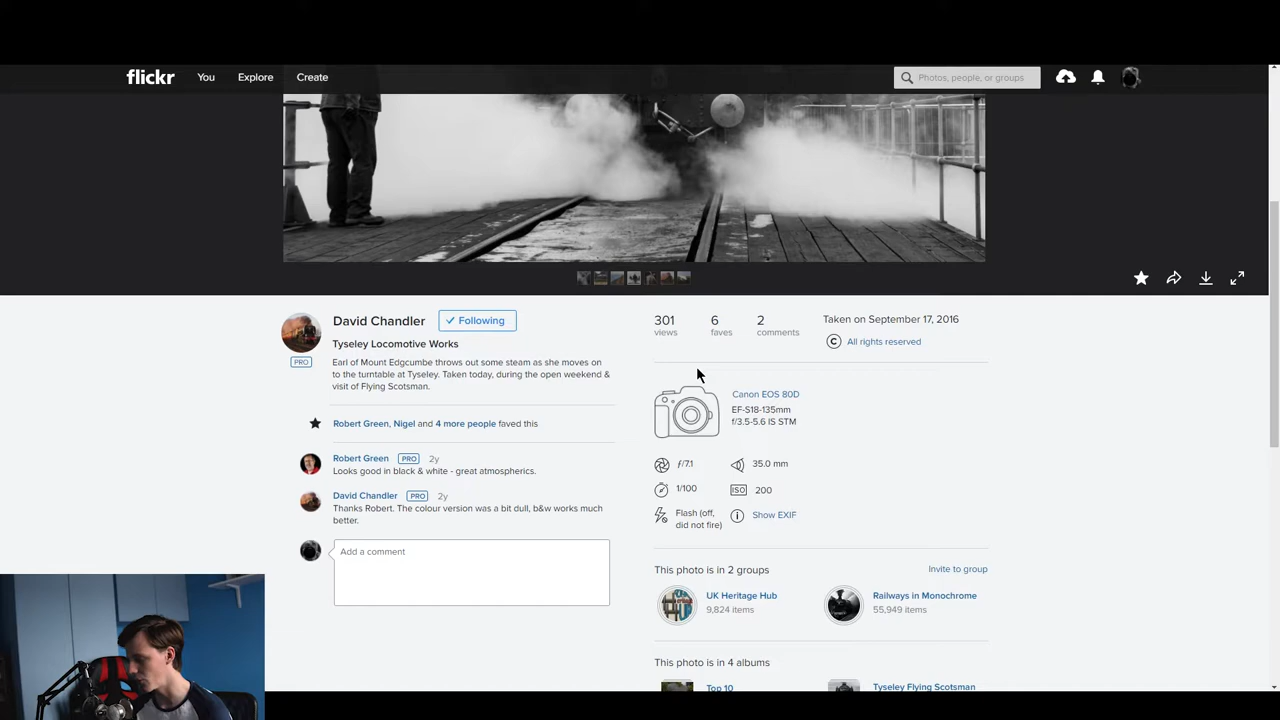 flickr You Explore Create Photos, people, or groups
David Chandler Following
PRO
Tyseley Locomotive Works
Earl of Mount Edgcumbe throws out some steam as she moves on
to the turntable at Tyseley. Taken today, during the open weekend &
visit of Flying Scotsman.
Robert Green, Nigel and 4 more people faved this
Robert Green PRO 2y
Looks good in black & white - great atmospherics.
David Chandler PRO 2y
Thanks Robert. The colour version was a bit dull, b&w works much
better.
Add a comment
301 6 2
views faves comments
Taken on September 17, 2016
C All rights reserved
Canon EOS 80D
EF-S18-135mm
f/3.5-5.6 IS STM
ƒ/7.1 35.0 mm
1/100 ISO 200
Flash (off,
did not fire)
Show EXIF
This photo is in 2 groups Invite to group
UK Heritage Hub
9,824 items
Railways in Monochrome
55,949 items
This photo is in 4 albums
Top 10 Tyseley Flying Scotsman